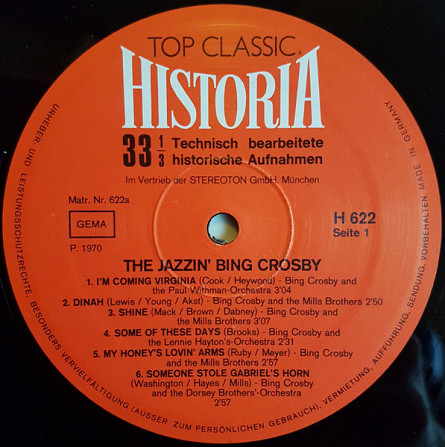 TOP CLASSIC
HISTORIA
33 1/3 Technisch bearbeitete
historische Aufnahmen
Im Vertrieb der STEREOTON GmbH. München
Matr. Nr. 622a
GEMA
P. 1970
H 622
Seite 1
THE JAZZIN' BING CROSBY
1. I'M COMING VIRGINIA (Cook / Heywood) - Bing Crosby and
the Paul-Withman-Orchestra 3'04
2. DINAH (Lewis / Young / Akst) - Bing Crosby and the Mills Brothers 2'50
3. SHINE (Mack / Brown / Dabney) - Bing Crosby and
the Mills Brothers 3'07
4. SOME OF THESE DAYS (Brooks) - Bing Crosby and
the Lennie Hayton's-Orchestra 2'31
5. MY HONEY'S LOVIN' ARMS (Ruby / Meyer) - Bing Crosby
and the Mills Brothers 2'57
6. SOMEONE STOLE GABRIEL'S HORN
(Washington / Hayes / Mills) - Bing Crosby
and the Dorsey Brothers'-Orchestra
2'57
URHEBER- UND LEISTUNGSSCHUTZRECHTE, BESONDERS VERVIELFÄLTIGUNG (AUSSER ZUM PERSÖNLICHEN GEBRAUCH), VERMIETUNG, AUFFÜHRUNG, SENDUNG, VORBEHALTEN. MADE IN GERMANY